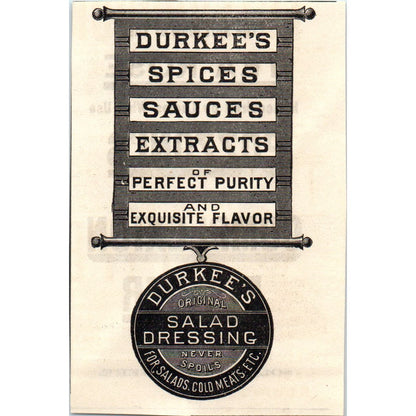 DURKEE'S
SPICES
SAUCES
EXTRACTS
OF
PERFECT PURITY
AND
EXQUISITE FLAVOR
DURKEE'S
ORIGINAL
SALAD
DRESSING
NEVER
SPOILS
FOR SALADS, COLD MEATS, ETC.